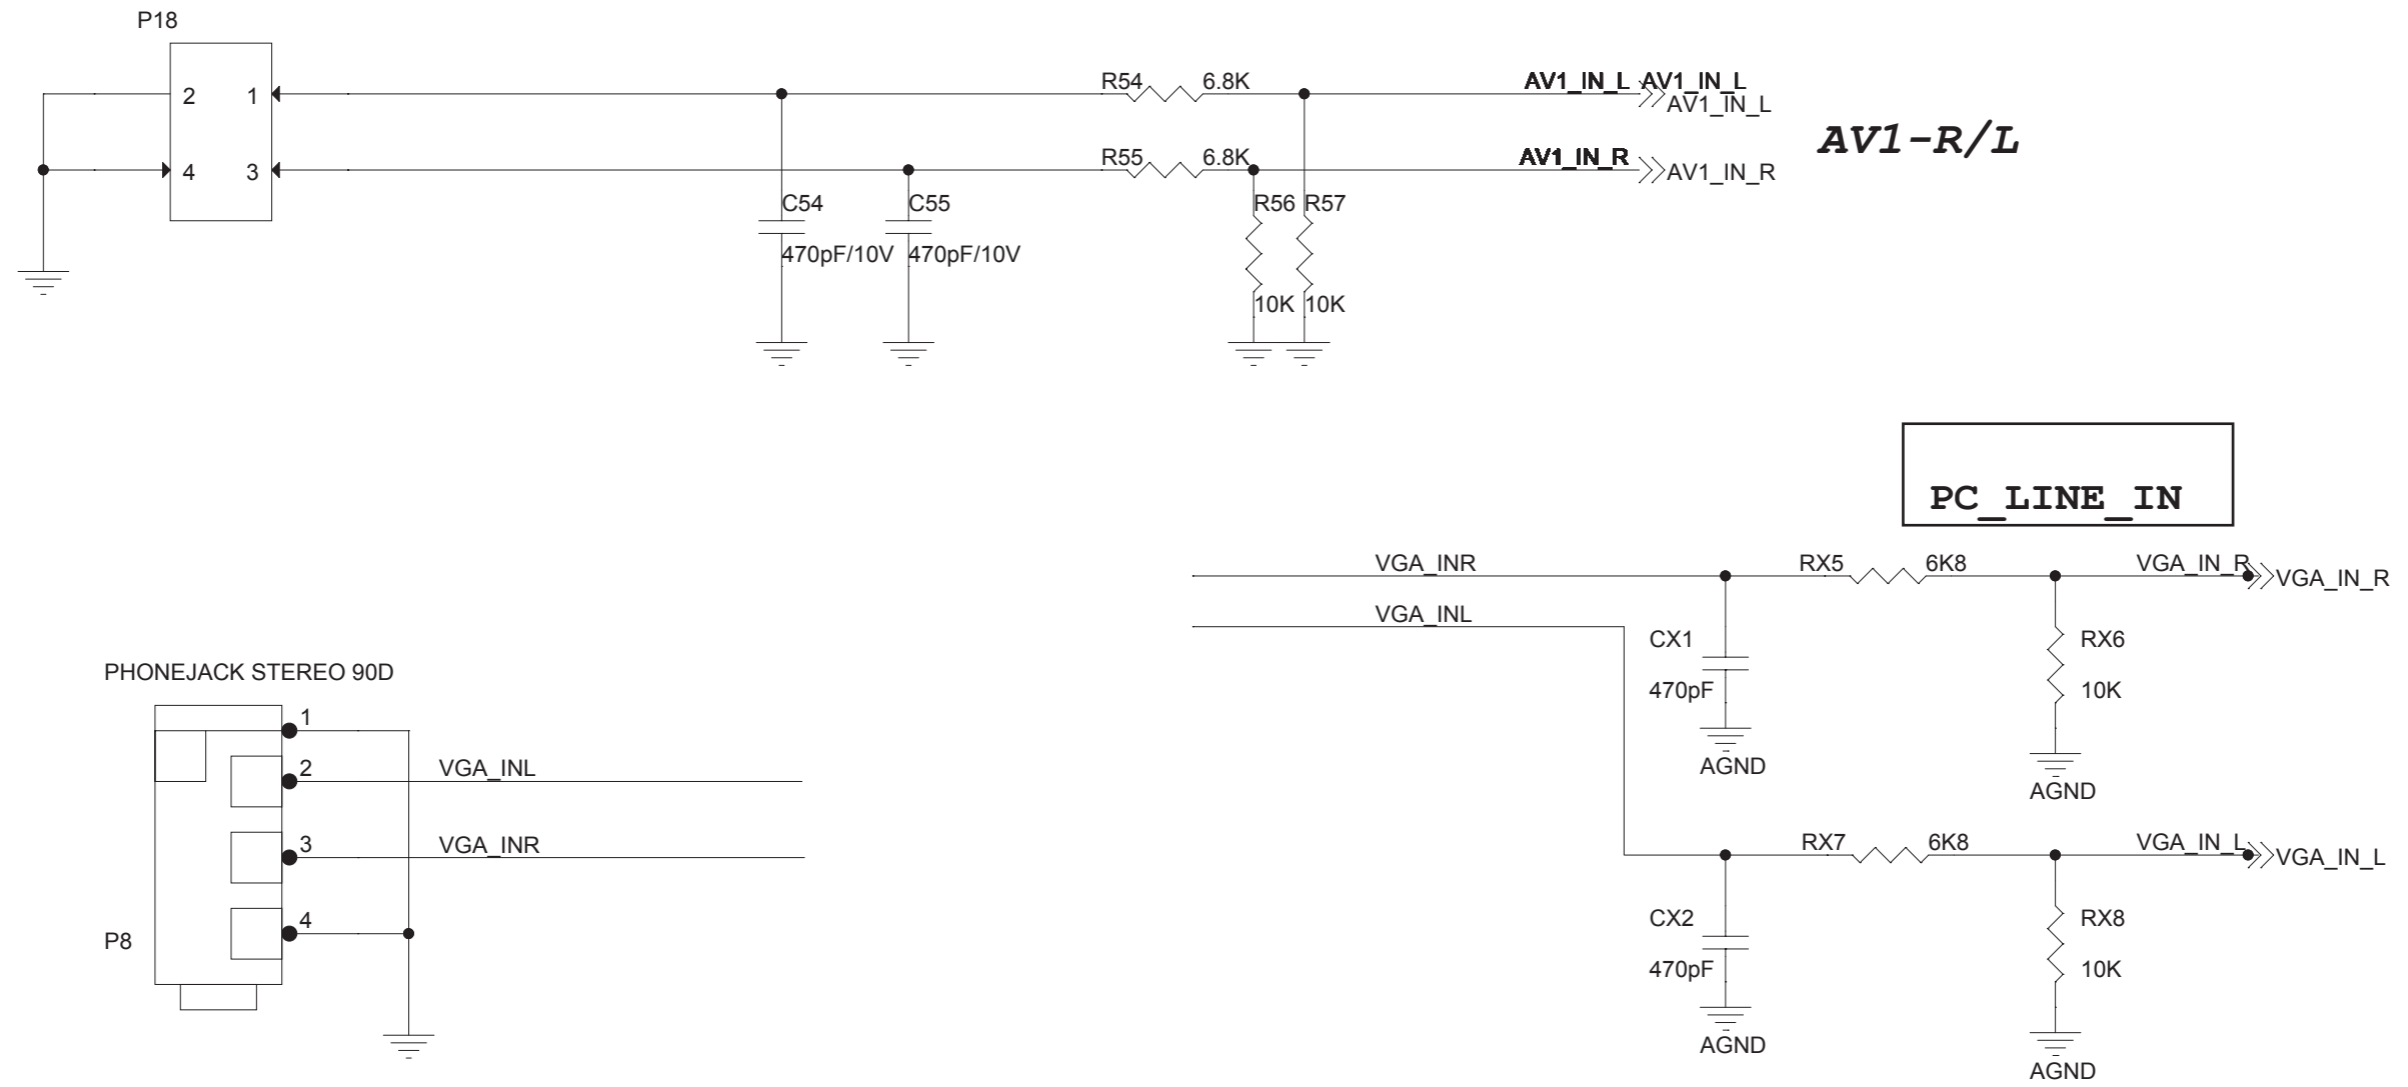 P18
2 1
R54 6.8K
AV1_IN_L AV1_IN_L
AV1_IN_L
AV1-R/L
4 3
R55 6.8K
AV1_IN_R
AV1_IN_R
C54 C55
R56 R57
470pF/10V 470pF/10V
10K 10K
PC_LINE_IN
VGA_INR
RX5 6K8
VGA_IN_R
VGA_IN_R
VGA_INL
CX1
RX6
470pF
10K
AGND
AGND
PHONEJACK STEREO 90D
1
2
VGA_INL
3
VGA_INR
4
P8
RX7 6K8
VGA_IN_L
VGA_IN_L
CX2
RX8
470pF
10K
AGND
AGND